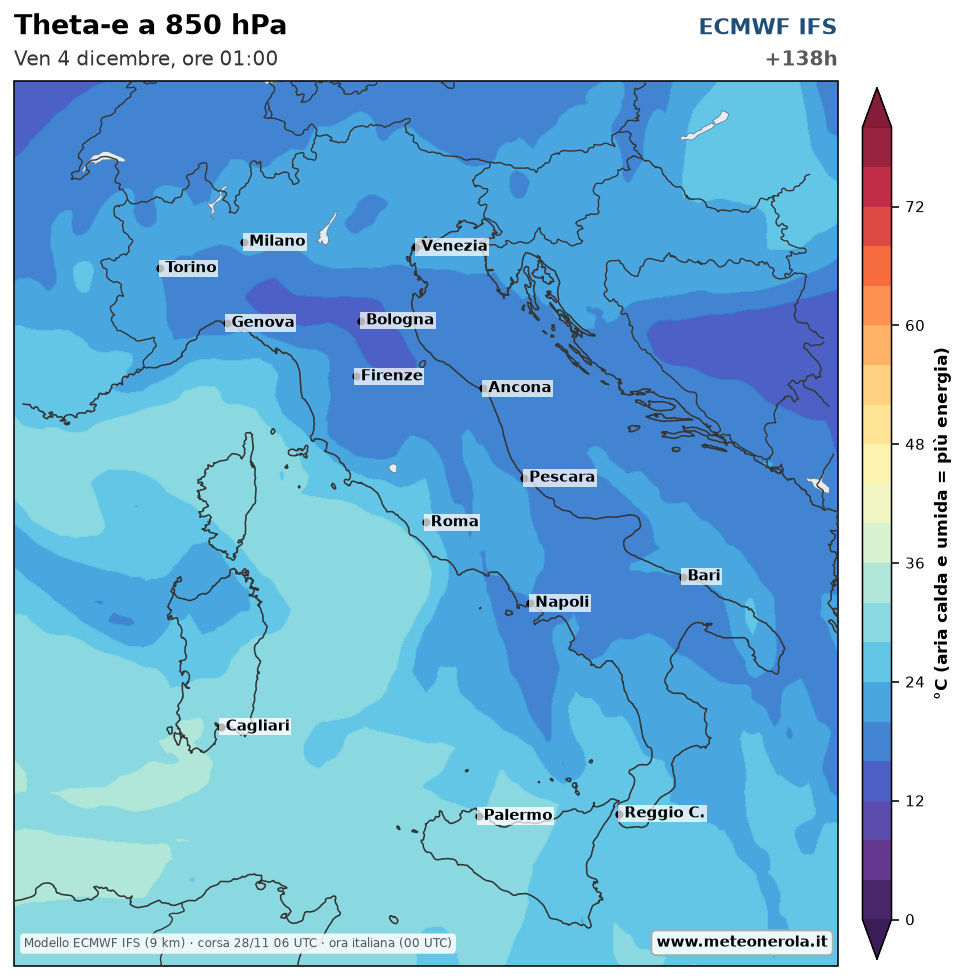 Theta-e a 850 hPa
ECMWF IFS
Ven 4 dicembre, ore 01:00
+138h
Milano
Venezia
Torino
Genova
Bologna
Firenze
Ancona
Pescara
Roma
Bari
Napoli
Cagliari
Palermo
Reggio C.
72
60
48
36
24
12
0
°C (aria calda e umida = più energia)
Modello ECMWF IFS (9 km) · corsa 28/11 06 UTC · ora italiana (00 UTC)
www.meteonerola.it